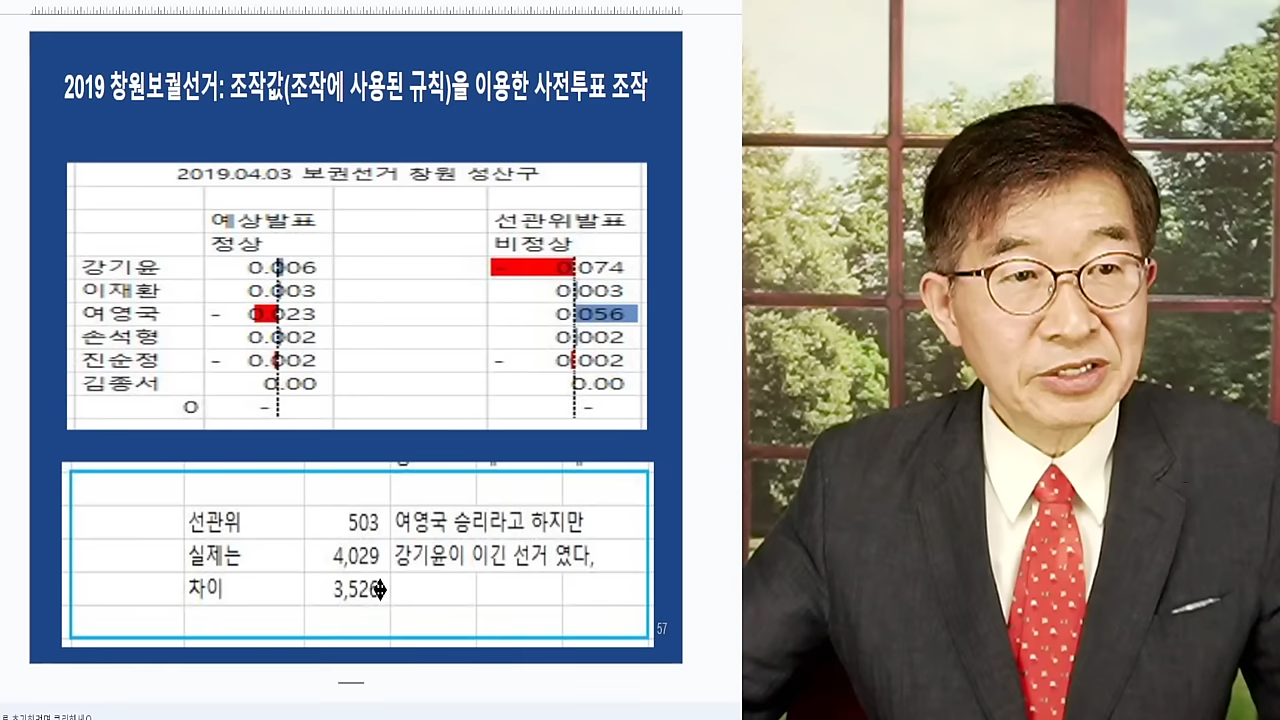 2019 창원보궐선거: 조작값(조작에 사용된 규칙)을 이용한 사전투표 조작
2019.04.03 보궈선거 창원 성산구
예상발표 선관위발표
정상 비정상
강기윤 0.006 - 0.074
이재환 0.003 0.003
여영국 - 0.023 0.056
손석형 0.002 0.002
진순정 - 0.002 - 0.002
김종서 0.00 0.00
0 - -
선관위 503 여영국 승리라고 하지만
실제는 4,029 강기윤이 이긴 선거 였다,
차이 3,526
57